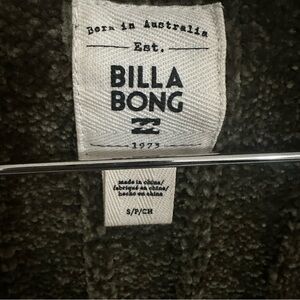 Born in Australia
Est.
BILLA
BONG
1973
made in china/
fabriqué en chine/
hecho en china
S/P/CH